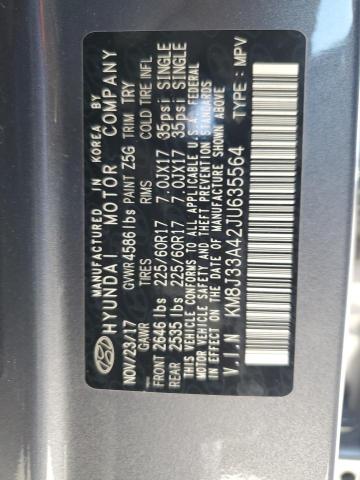 MANUFACTURED IN KOREA BY
HYUNDAI MOTOR COMPANY
NOV/23/17 GVWR 4586 lbs PAINT Z5G TRIM TRY
GAWR TIRES RIMS COLD TIRE INFL
FRONT 2646 lbs 225/60R17 7.0JX17 35psi SINGLE
REAR 2535 lbs 225/60R17 7.0JX17 35psi SINGLE
THIS VEHICLE CONFORMS TO ALL APPLICABLE U.S.A. FEDERAL
MOTOR VEHICLE SAFETY, BUMPER, AND THEFT PREVENTION STANDARDS
IN EFFECT ON THE DATE OF MANUFACTURE SHOWN ABOVE
V.I.N KM8J33A42JU635564 TYPE: MPV